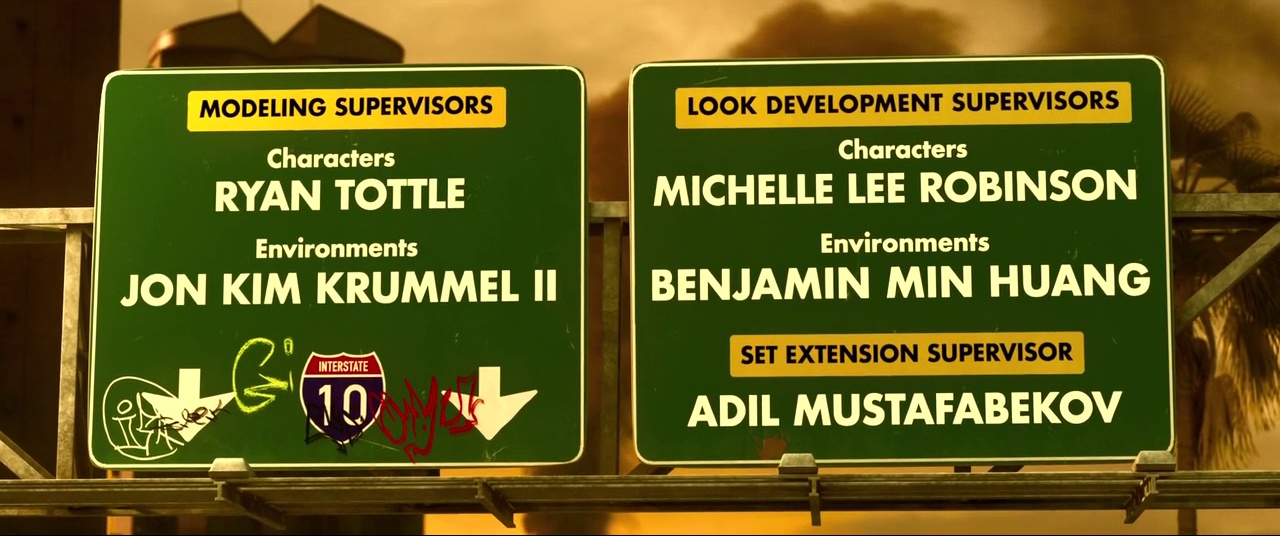 MODELING SUPERVISORS
Characters
RYAN TOTTLE
Environments
JON KIM KRUMMEL II
INTERSTATE
10
LOOK DEVELOPMENT SUPERVISORS
Characters
MICHELLE LEE ROBINSON
Environments
BENJAMIN MIN HUANG
SET EXTENSION SUPERVISOR
ADIL MUSTAFABEKOV